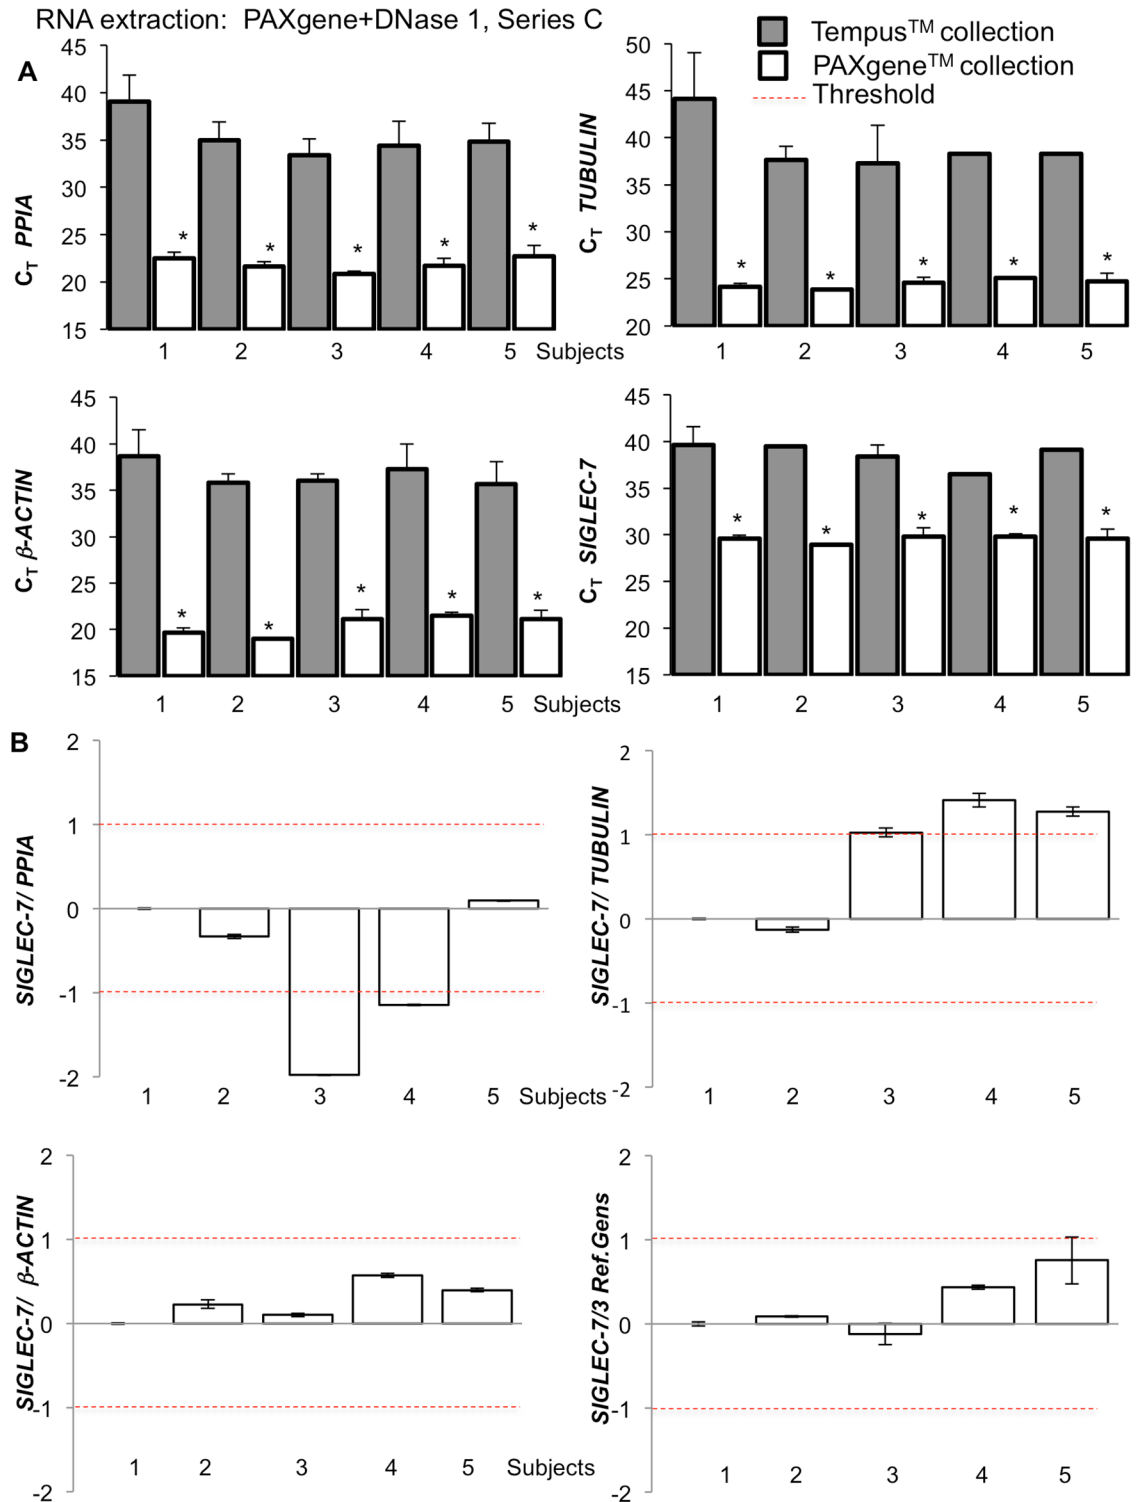 RNA extraction: PAXgene+DNase 1, Series C
Tempus™ collection
PAXgene™ collection
Threshold
A
C_T PPIA
45
40
35
30
25
20
15
* * * * *
1 2 3 4 5 Subjects
C_T TUBULIN
50
45
40
35
30
25
20
* * * * *
1 2 3 4 5
C_T β-ACTIN
45
40
35
30
25
20
15
* * * * *
1 2 3 4 5 Subjects
C_T SIGLEC-7
45
40
35
30
25
20
15
* * * * *
1 2 3 4 5
B
SIGLEC-7/ PPIA
2
1
0
-1
-2
1 2 3 4 5 Subjects
SIGLEC-7/ TUBULIN
2
1
0
-1
-2
1 2 3 4 5
SIGLEC-7/ β-ACTIN
2
1
0
-1
-2
1 2 3 4 5 Subjects
SIGLEC-7/3 Ref.Gens
2
1
0
-1
-2
1 2 3 4 5